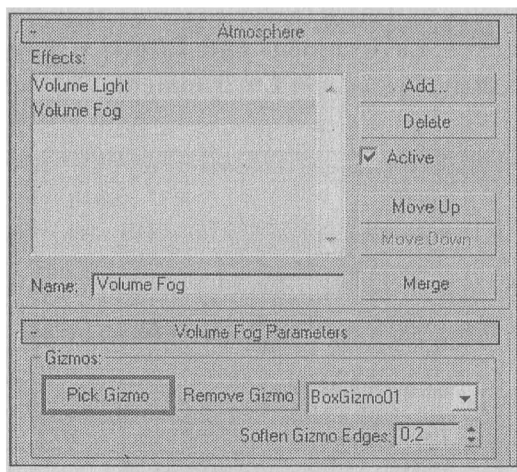 - Atmosphere
Effects:
Volume Light
Volume Fog
Add...
Delete
Active
Move Up
Move Down
Name: Volume Fog
Merge
- Volume Fog Parameters
Gizmos:
Pick Gizmo Remove Gizmo BoxGizmo01
Soften Gizmo Edges: 0,2